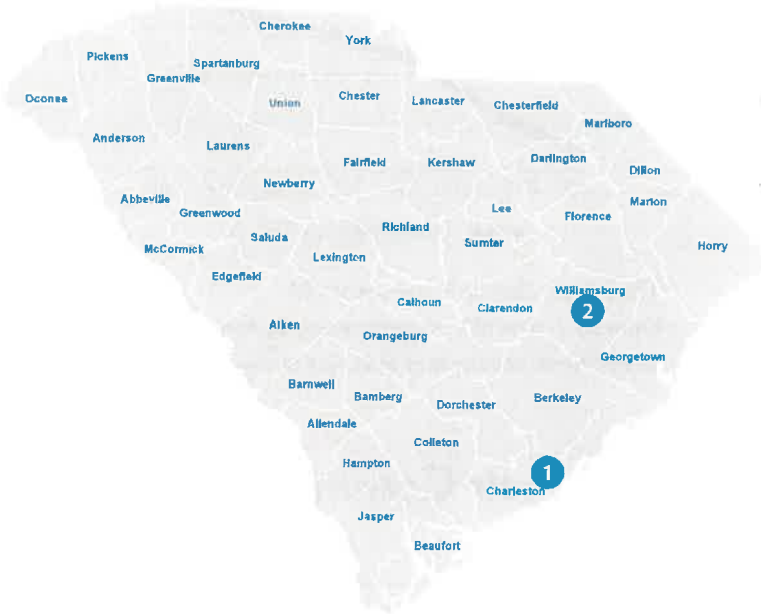 Cherokee
York
Pickens
Spartanburg
Greenville
Oconee
Union
Chester
Lancaster
Chesterfield
Marlboro
Anderson
Laurens
Fairfield
Kershaw
Darlington
Dillon
Newberry
Abbeville
Greenwood
Lee
Marion
Florence
Richland
Saluda
Sumter
Horry
McCormick
Lexington
Edgefield
Williamsburg
2
Calhoun
Clarendon
Aiken
Orangeburg
Georgetown
Barnwell
Bamberg
Dorchester
Berkeley
Allendale
Colleton
Hampton
1
Charleston
Jasper
Beaufort